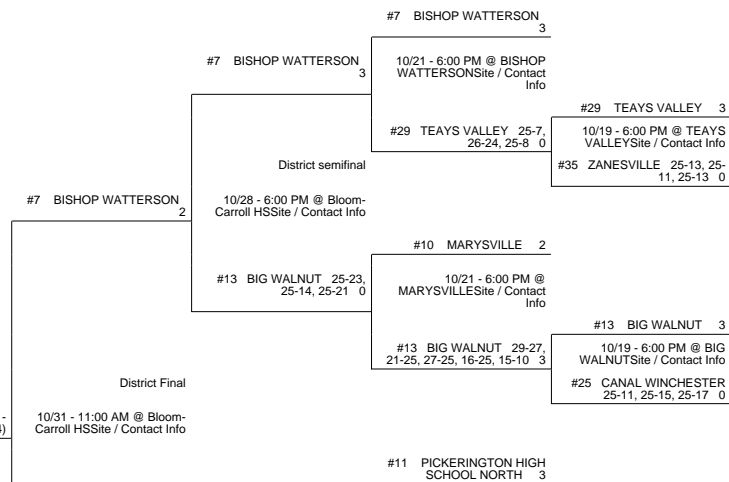 #7 BISHOP WATTERSON
3
#7 BISHOP WATTERSON
3
10/21 - 6:00 PM @ BISHOP
WATTERSONSite / Contact
Info
#29 TEAYS VALLEY 3
#29 TEAYS VALLEY 25-7,
26-24, 25-8 0
10/19 - 6:00 PM @ TEAYS
VALLEYSite / Contact Info
#35 ZANESVILLE 25-13, 25-
11, 25-13 0
District semifinal
#7 BISHOP WATTERSON
2
10/28 - 6:00 PM @ Bloom-
Carroll HSSite / Contact Info
#10 MARYSVILLE 2
#13 BIG WALNUT 25-23,
25-14, 25-21 0
10/21 - 6:00 PM @
MARYSVILLESite / Contact
Info
#13 BIG WALNUT 3
#13 BIG WALNUT 29-27,
21-25, 27-25, 16-25, 15-10 3
10/19 - 6:00 PM @ BIG
WALNUTSite / Contact Info
#25 CANAL WINCHESTER
25-11, 25-15, 25-17 0
District Final
10/31 - 11:00 AM @ Bloom-
Carroll HSSite / Contact Info
#11 PICKERINGTON HIGH
SCHOOL NORTH 3